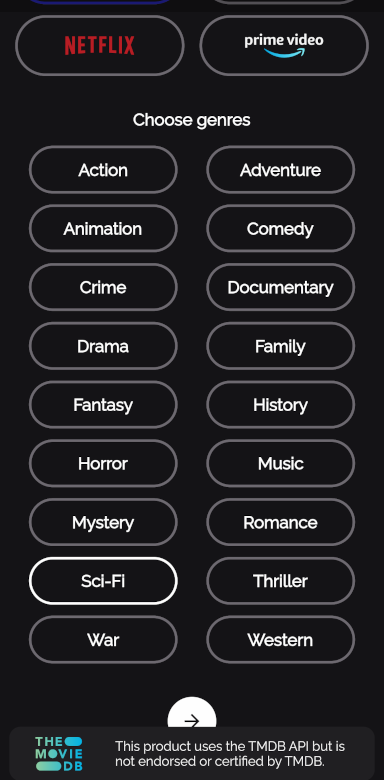 NETFLIX prime video
Choose genres
Action Adventure
Animation Comedy
Crime Documentary
Drama Family
Fantasy History
Horror Music
Mystery Romance
Sci-Fi Thriller
War Western
THE
MOVIE
DB
This product uses the TMDB API but is
not endorsed or certified by TMDB.